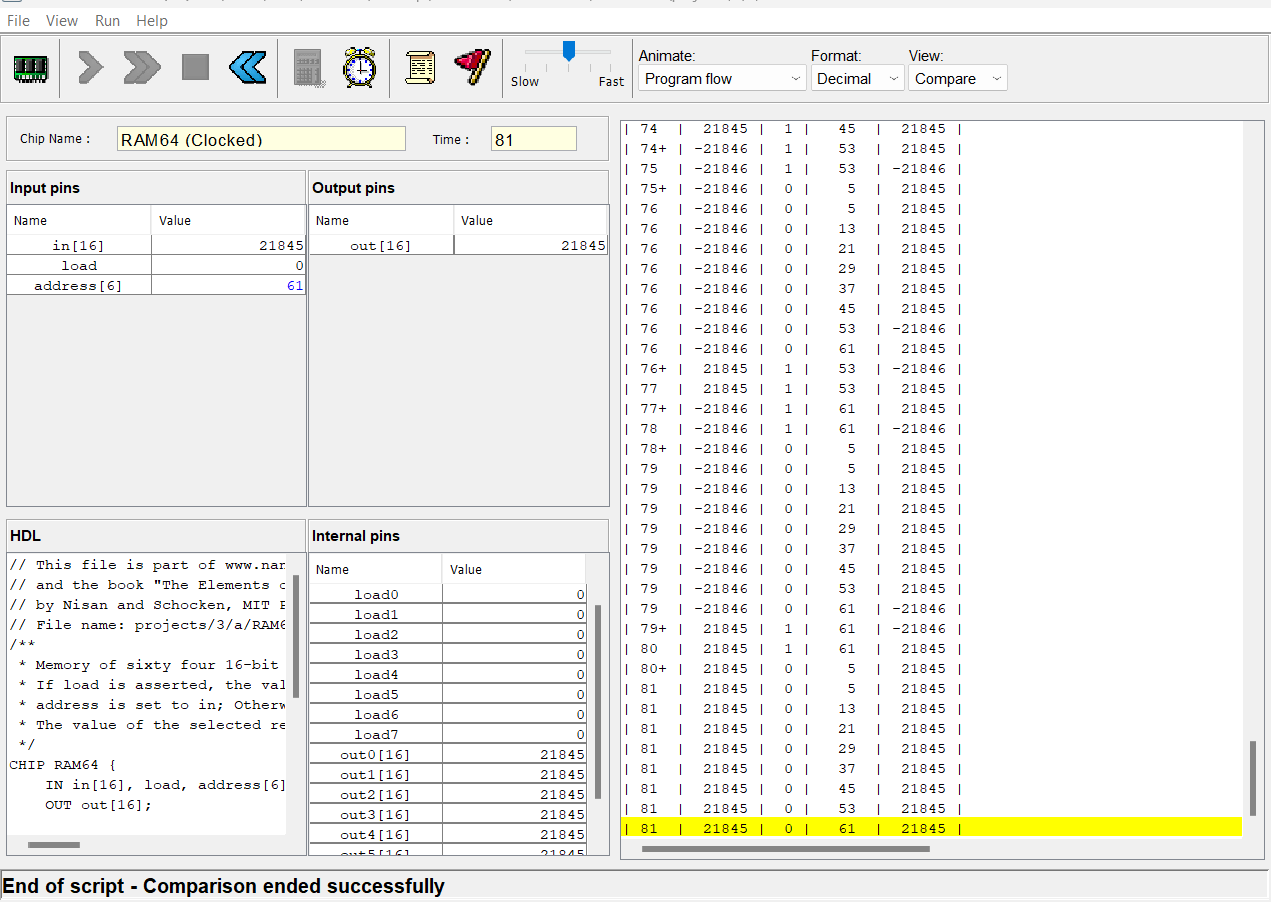 File View Run Help
Animate: Format: View:
Slow Fast Program flow Decimal Compare
Chip Name : RAM64 (Clocked) Time : 81
Input pins
Name Value
in[16] 21845
load 0
address[6] 61
Output pins
Name Value
out[16] 21845
HDL
// This file is part of www.nan
// and the book "The Elements o
// by Nisan and Schocken, MIT P
// File name: projects/3/a/RAM6
/**
* Memory of sixty four 16-bit
* If load is asserted, the val
* address is set to in; Otherw
* The value of the selected re
*/
CHIP RAM64 {
IN in[16], load, address[6]
OUT out[16];
Internal pins
Name Value
load0 0
load1 0
load2 0
load3 0
load4 0
load5 0
load6 0
load7 0
out0[16] 21845
out1[16] 21845
out2[16] 21845
out3[16] 21845
out4[16] 21845
out5[16] 21845
| 74 | 21845 | 1 | 45 | 21845 |
| 74+ | -21846 | 1 | 53 | 21845 |
| 75 | -21846 | 1 | 53 | -21846 |
| 75+ | -21846 | 0 | 5 | 21845 |
| 76 | -21846 | 0 | 5 | 21845 |
| 76 | -21846 | 0 | 13 | 21845 |
| 76 | -21846 | 0 | 21 | 21845 |
| 76 | -21846 | 0 | 29 | 21845 |
| 76 | -21846 | 0 | 37 | 21845 |
| 76 | -21846 | 0 | 45 | 21845 |
| 76 | -21846 | 0 | 53 | -21846 |
| 76 | -21846 | 0 | 61 | 21845 |
| 76+ | 21845 | 1 | 53 | -21846 |
| 77 | 21845 | 1 | 53 | 21845 |
| 77+ | -21846 | 1 | 61 | 21845 |
| 78 | -21846 | 1 | 61 | -21846 |
| 78+ | -21846 | 0 | 5 | 21845 |
| 79 | -21846 | 0 | 5 | 21845 |
| 79 | -21846 | 0 | 13 | 21845 |
| 79 | -21846 | 0 | 21 | 21845 |
| 79 | -21846 | 0 | 29 | 21845 |
| 79 | -21846 | 0 | 37 | 21845 |
| 79 | -21846 | 0 | 45 | 21845 |
| 79 | -21846 | 0 | 53 | 21845 |
| 79 | -21846 | 0 | 61 | -21846 |
| 79+ | 21845 | 1 | 61 | -21846 |
| 80 | 21845 | 1 | 61 | 21845 |
| 80+ | 21845 | 0 | 5 | 21845 |
| 81 | 21845 | 0 | 5 | 21845 |
| 81 | 21845 | 0 | 13 | 21845 |
| 81 | 21845 | 0 | 21 | 21845 |
| 81 | 21845 | 0 | 29 | 21845 |
| 81 | 21845 | 0 | 37 | 21845 |
| 81 | 21845 | 0 | 45 | 21845 |
| 81 | 21845 | 0 | 53 | 21845 |
| 81 | 21845 | 0 | 61 | 21845 |
End of script - Comparison ended successfully